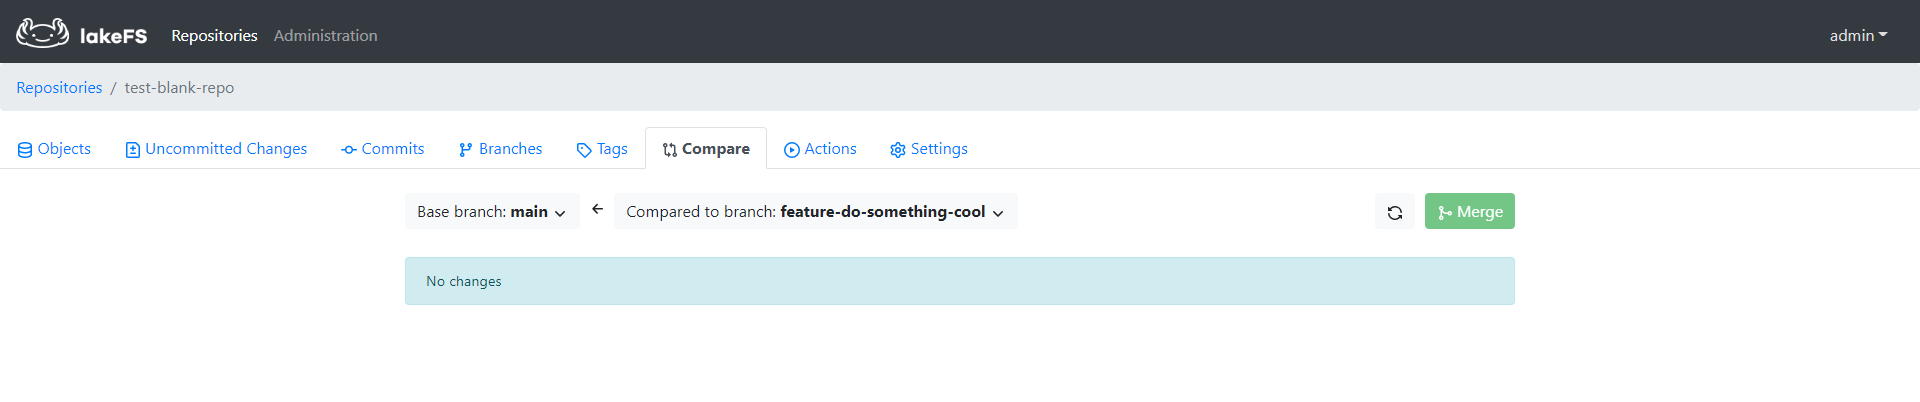 lakeFS Repositories Administration admin
Repositories / test-blank-repo
Objects Uncommitted Changes Commits Branches Tags Compare Actions Settings
Base branch: main Compared to branch: feature-do-something-cool Merge
No changes